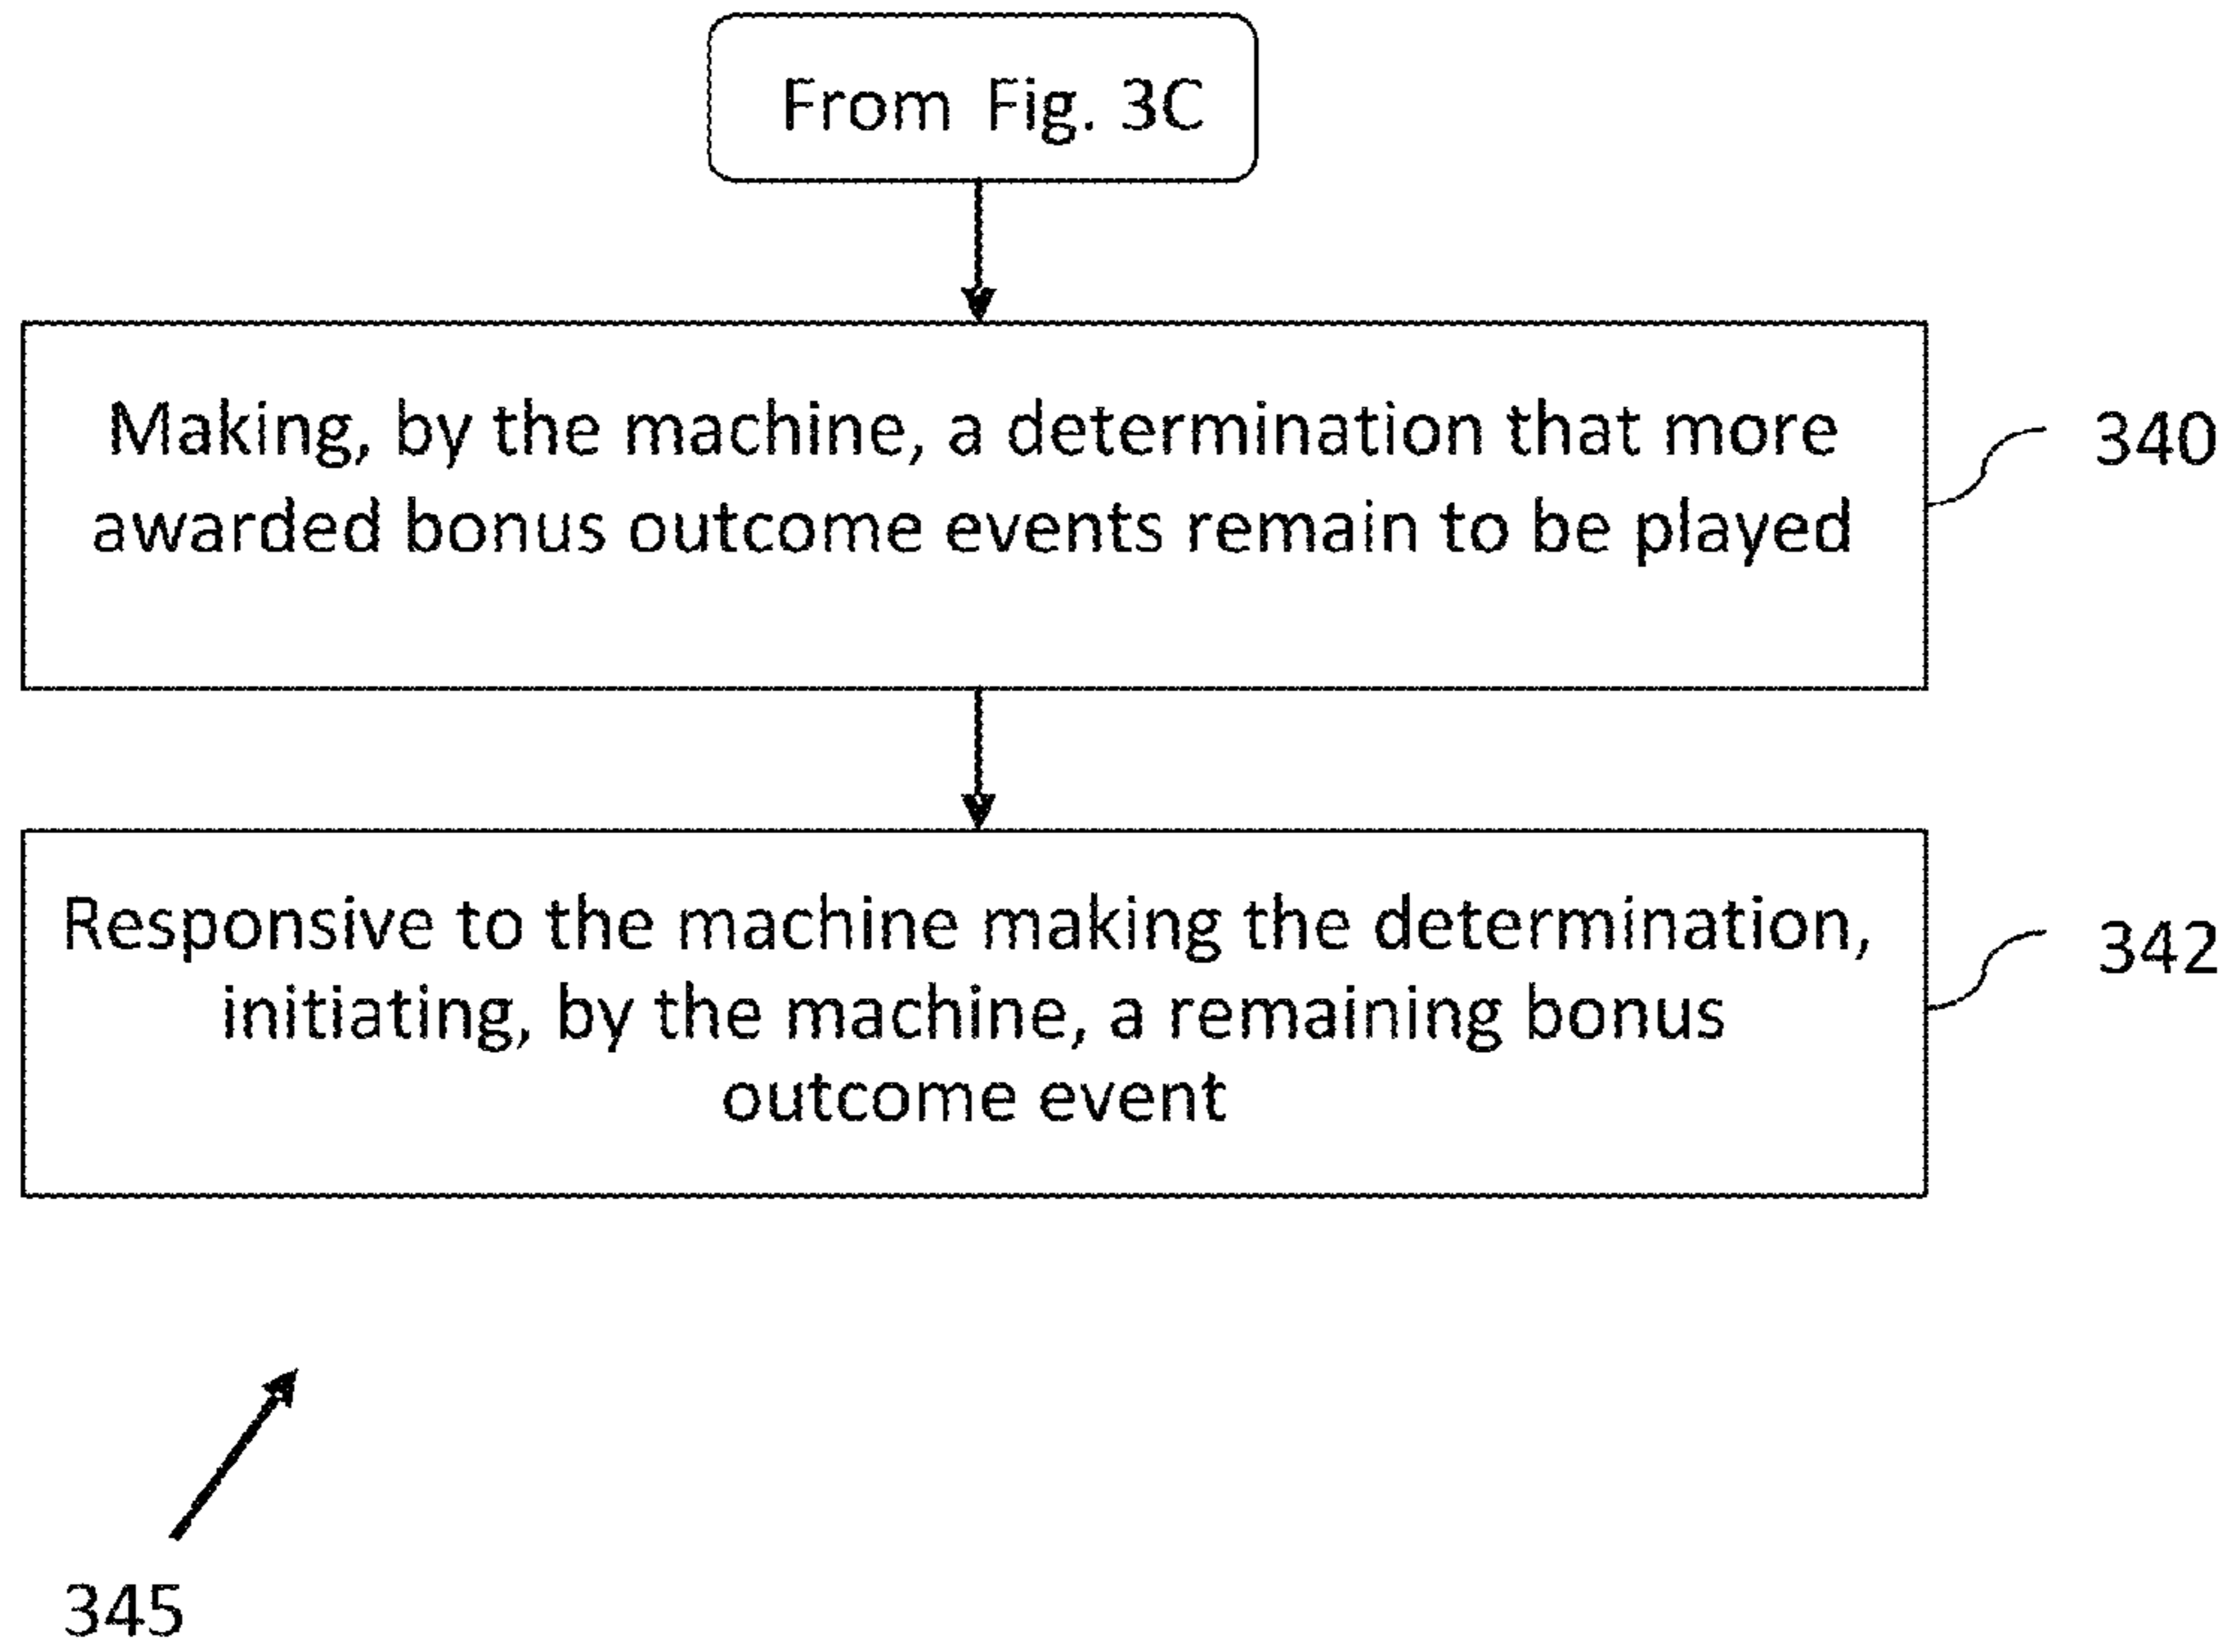 From Fig. 3C
Making, by the machine, a determination that more
awarded bonus outcome events remain to be played
340
Responsive to the machine making the determination,
initiating, by the machine, a remaining bonus
outcome event
342
345